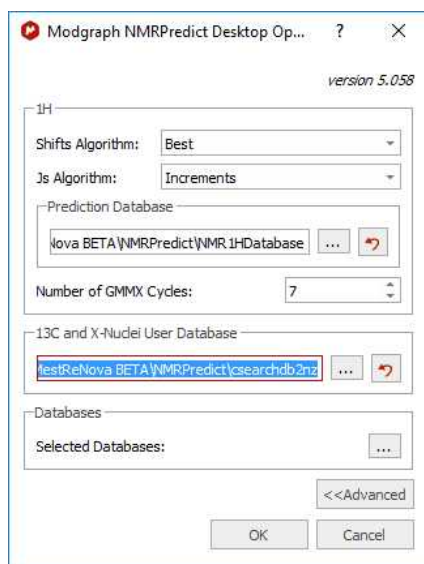 Modgraph NMRPredict Desktop Op... ? ×
version 5.058
1H
Shifts Algorithm: Best
Js Algorithm: Increments
Prediction Database
Nova BETA\NMRPredict\NMR1HDatabase ...
Number of GMMX Cycles: 7
13C and X-Nuclei User Database
MestReNova BETA\NMRPredict\csearchdb2nz ...
Databases
Selected Databases: ...
<<Advanced
OK Cancel